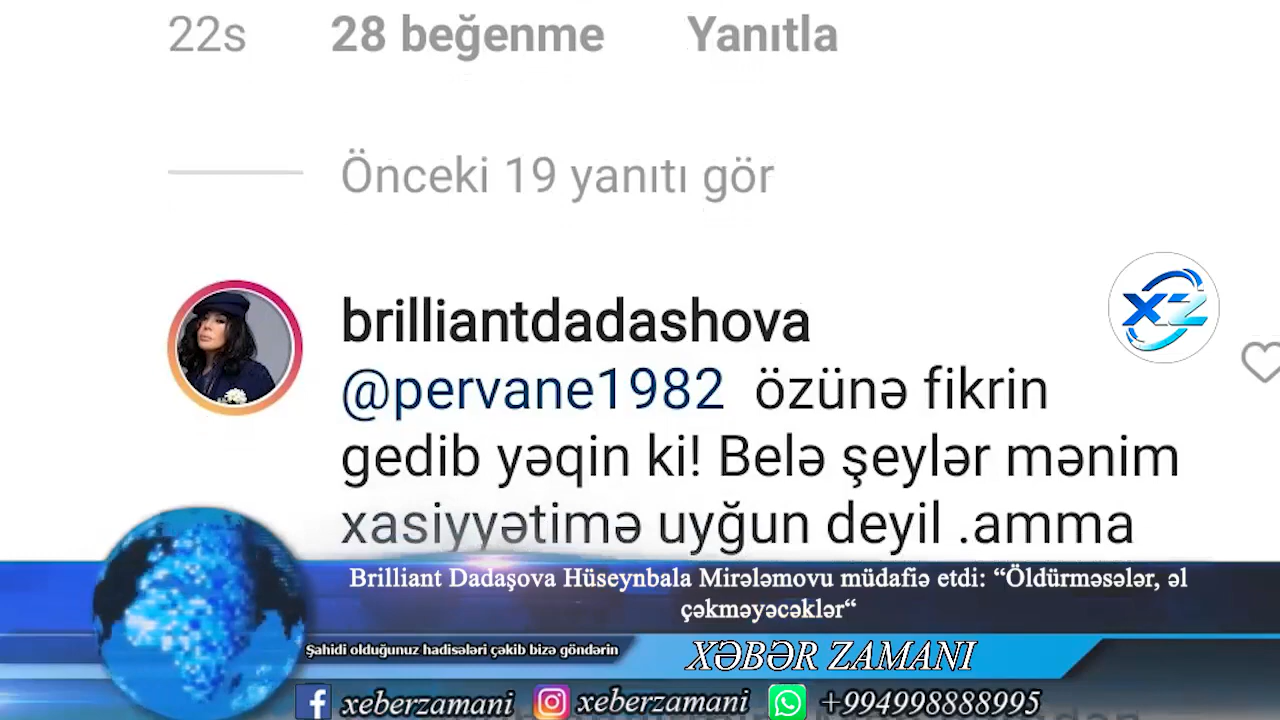 22s 28 beğenme Yanıtla
Önceki 19 yanıtı gör
brilliantdadashova
@pervane1982 özünə fikrin
gedib yəqin ki! Belə şeylər mənim
xasiyyətimə uyğun deyil .amma
XZ
Brilliant Dadaşova Hüseynbala Mirələmovu müdafiə etdi: “Öldürməsələr, əl
çəkməyəcəklər“
Şahidi olduğunuz hadisələri çəkib bizə göndərin
XƏBƏR ZAMANI
xeberzamani xeberzamani +994998888995